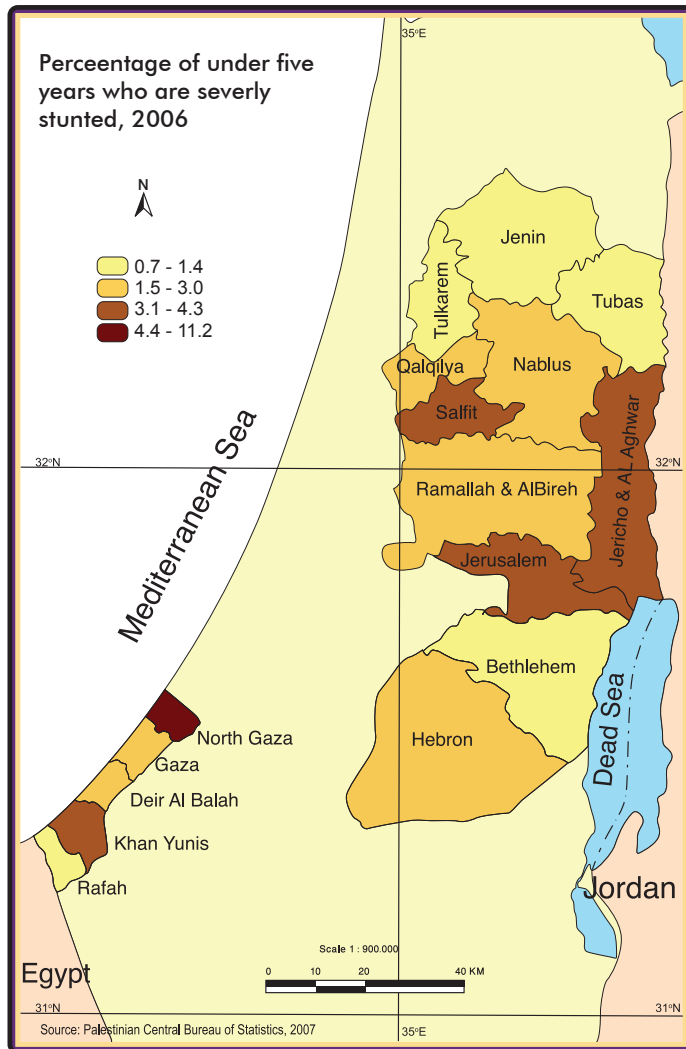 Perceentage of under five
years who are severly
stunted, 2006
35°E
N
0.7 - 1.4
1.5 - 3.0
3.1 - 4.3
4.4 - 11.2
Jenin
Tulkarem
Tubas
Qalqilya
Nablus
Salfit
Mediterranean Sea
32°N
32°N
Ramallah & AlBireh
Jericho & AL Aghwar
Jerusalem
Bethlehem
Dead Sea
Hebron
North Gaza
Gaza
Deir Al Balah
Khan Yunis
Rafah
Jordan
Scale 1 : 900.000
0 10 20 40 KM
Egypt
31°N
31°N
Source: Palestinian Central Bureau of Statistics, 2007
35°E